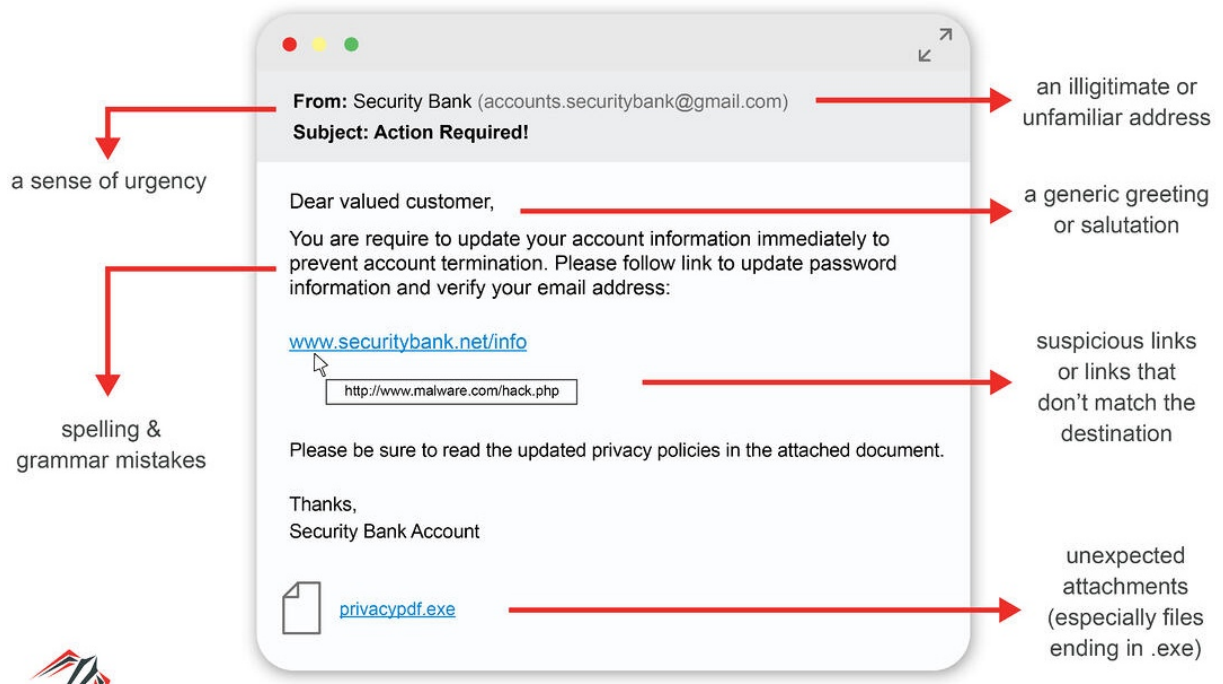 From: Security Bank (accounts.securitybank@gmail.com)
Subject: Action Required!
an illigitimate or
unfamiliar address
a sense of urgency
Dear valued customer,
a generic greeting
or salutation
You are require to update your account information immediately to
prevent account termination. Please follow link to update password
information and verify your email address:
spelling &
grammar mistakes
www.securitybank.net/info
http://www.malware.com/hack.php
suspicious links
or links that
don’t match the
destination
Please be sure to read the updated privacy policies in the attached document.
Thanks,
Security Bank Account
privacypdf.exe
unexpected
attachments
(especially files
ending in .exe)